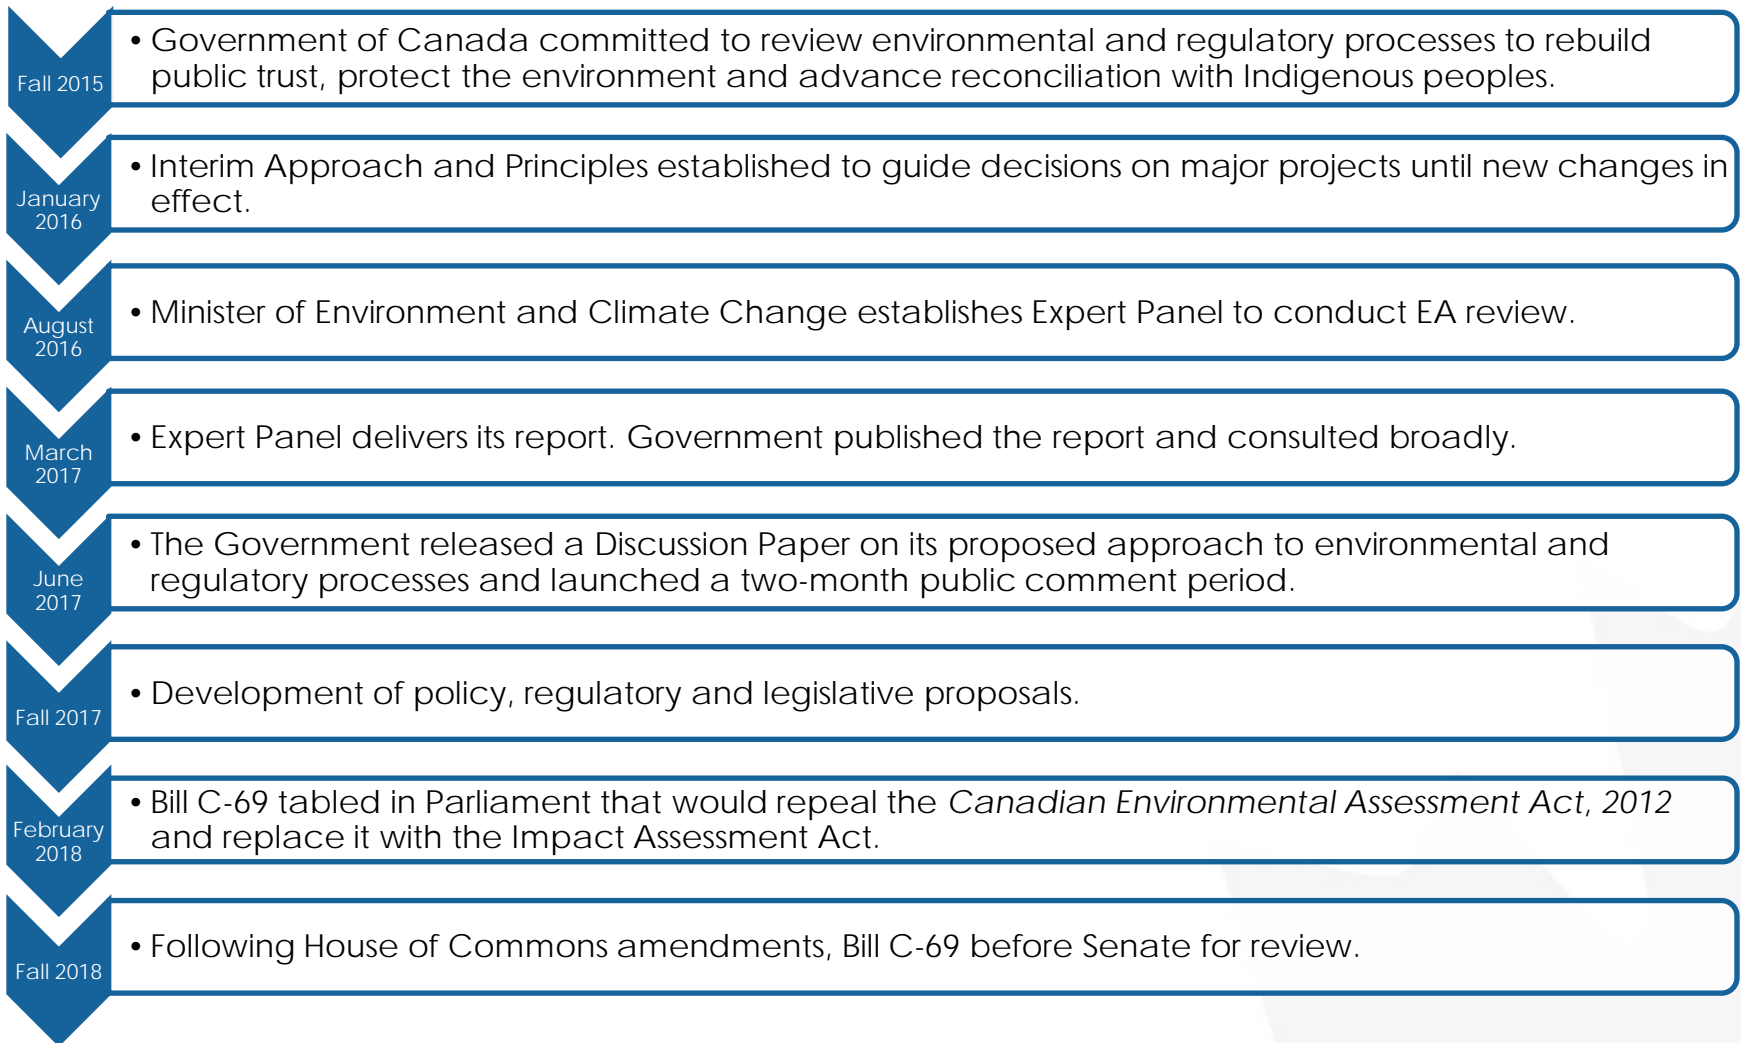 Fall 2015
• Government of Canada committed to review environmental and regulatory processes to rebuild
public trust, protect the environment and advance reconciliation with Indigenous peoples.
January
2016
• Interim Approach and Principles established to guide decisions on major projects until new changes in
effect.
August
2016
• Minister of Environment and Climate Change establishes Expert Panel to conduct EA review.
March
2017
• Expert Panel delivers its report. Government published the report and consulted broadly.
June
2017
• The Government released a Discussion Paper on its proposed approach to environmental and
regulatory processes and launched a two-month public comment period.
Fall 2017
• Development of policy, regulatory and legislative proposals.
February
2018
• Bill C-69 tabled in Parliament that would repeal the Canadian Environmental Assessment Act, 2012
and replace it with the Impact Assessment Act.
Fall 2018
• Following House of Commons amendments, Bill C-69 before Senate for review.